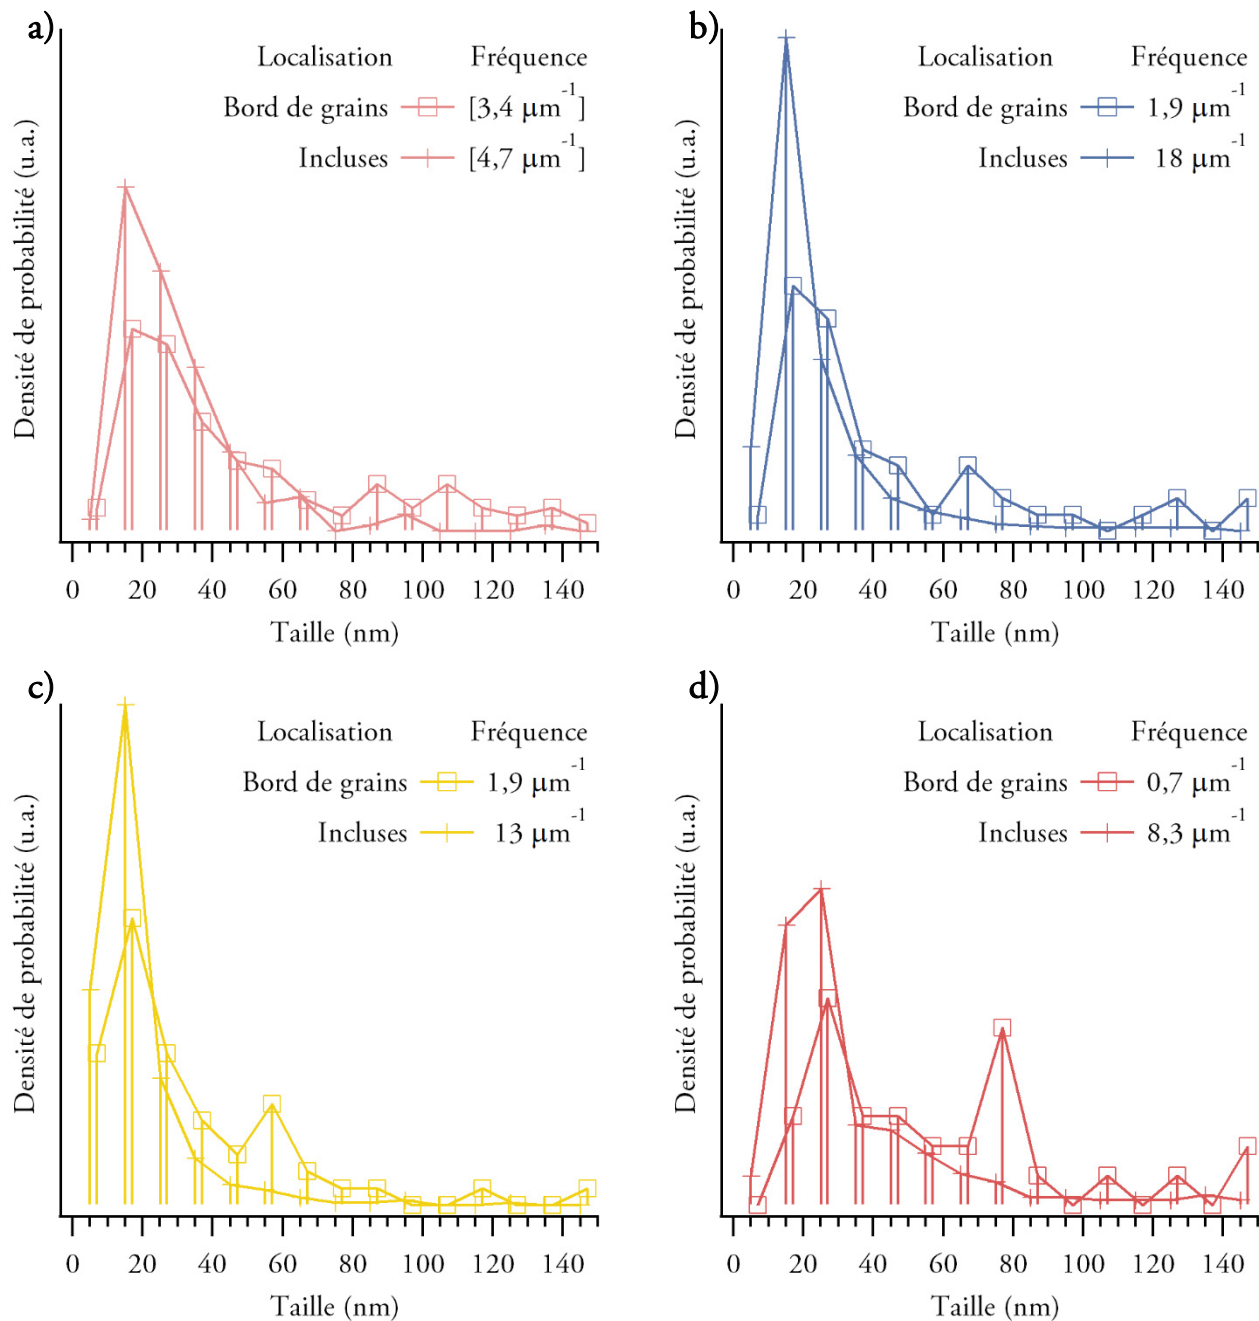 a)
Localisation Fréquence
Bord de grains [3,4 μm⁻¹]
Incluses [4,7 μm⁻¹]
Densité de probabilité (u.a.)
0 20 40 60 80 100 120 140
Taille (nm)
b)
Localisation Fréquence
Bord de grains 1,9 μm⁻¹
Incluses 18 μm⁻¹
Densité de probabilité (u.a.)
0 20 40 60 80 100 120 140
Taille (nm)
c)
Localisation Fréquence
Bord de grains 1,9 μm⁻¹
Incluses 13 μm⁻¹
Densité de probabilité (u.a.)
0 20 40 60 80 100 120 140
Taille (nm)
d)
Localisation Fréquence
Bord de grains 0,7 μm⁻¹
Incluses 8,3 μm⁻¹
Densité de probabilité (u.a.)
0 20 40 60 80 100 120 140
Taille (nm)